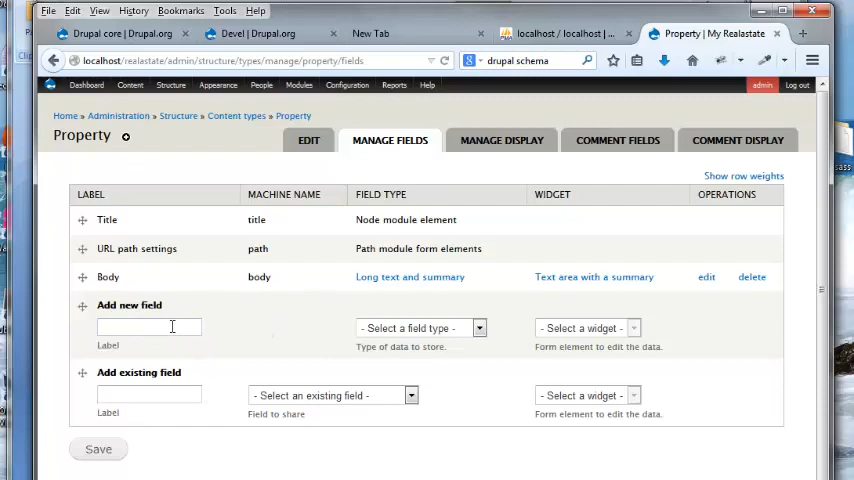 File Edit View History Bookmarks Tools Help
Drupal core | Drupal.org × Devel | Drupal.org × New Tab × localhost / localhost | ... × Property | My Realastate ×
localhost/realastate/admin/structure/types/manage/property/fields drupal schema
Dashboard Content Structure Appearance People Modules Configuration Reports Help admin Log out
Home » Administration » Structure » Content types » Property
Property EDIT MANAGE FIELDS MANAGE DISPLAY COMMENT FIELDS COMMENT DISPLAY
Show row weights
LABEL MACHINE NAME FIELD TYPE WIDGET OPERATIONS
Title title Node module element
URL path settings path Path module form elements
Body body Long text and summary Text area with a summary edit delete
Add new field
- Select a field type - - Select a widget -
Label Type of data to store. Form element to edit the data.
Add existing field
- Select an existing field - - Select a widget -
Label Field to share Form element to edit the data.
Save